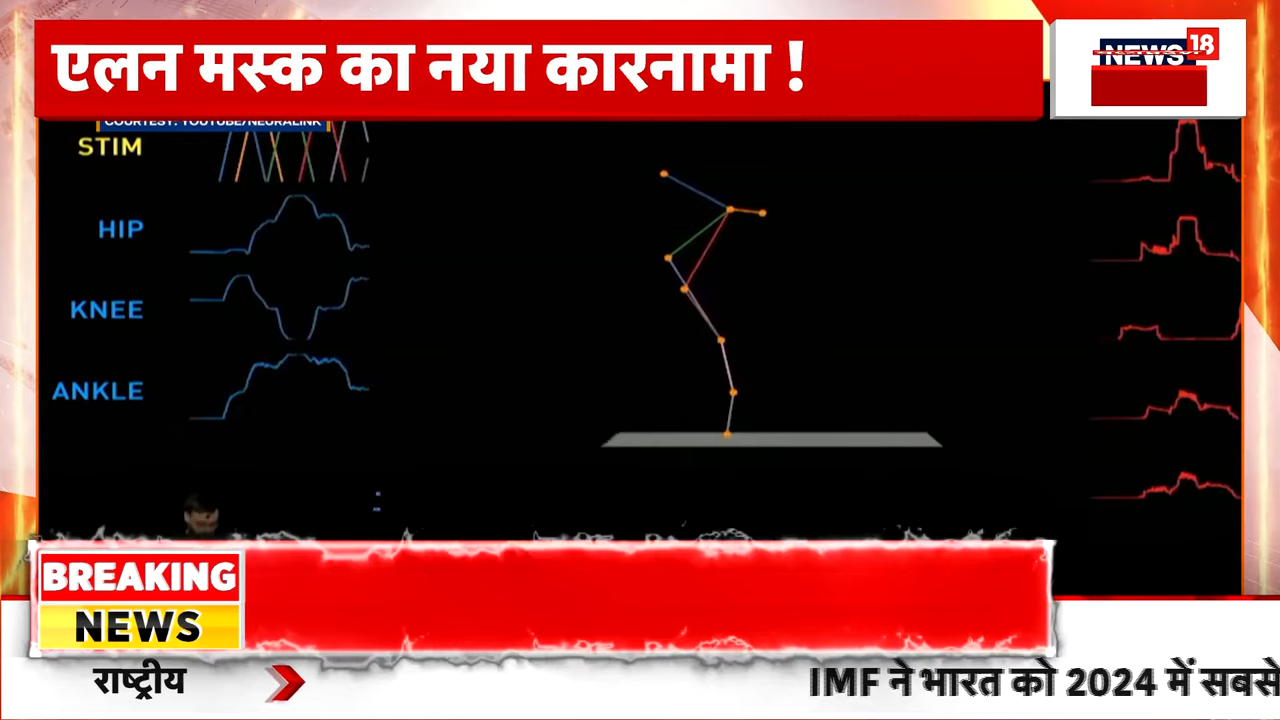 एलन मस्क का नया कारनामा !
NEWS 18
COURTESY: YOUTUBE/NEURALINK
STIM
HIP
KNEE
ANKLE
BREAKING
NEWS
राष्ट्रीय
IMF ने भारत को 2024 में सबसे